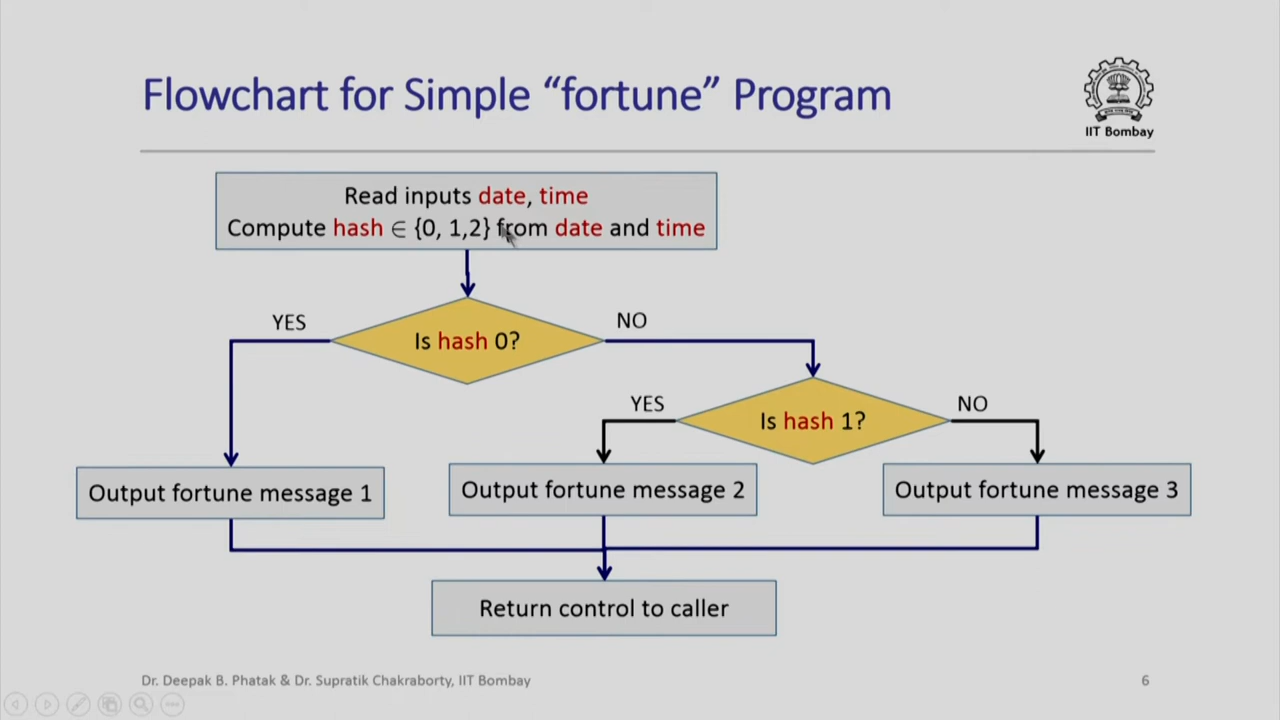 Flowchart for Simple “fortune” Program
IIT Bombay
Read inputs date, time
Compute hash ∈ {0, 1,2} from date and time
Is hash 0?
YES
NO
Is hash 1?
YES
NO
Output fortune message 1
Output fortune message 2
Output fortune message 3
Return control to caller
Dr. Deepak B. Phatak & Dr. Supratik Chakraborty, IIT Bombay
6